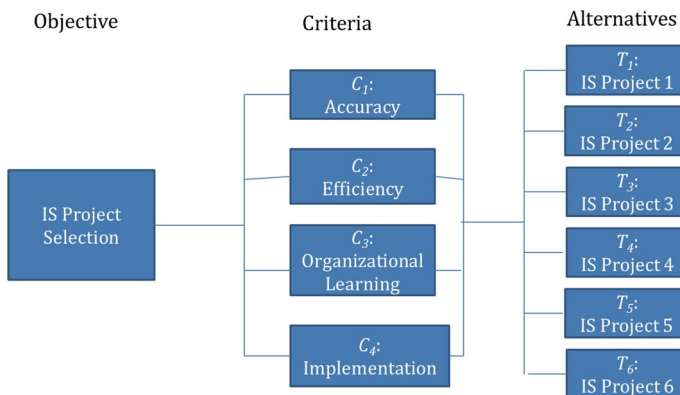 Objective
Criteria
Alternatives
IS Project
Selection
C₁:
Accuracy
C₂:
Efficiency
C₃:
Organizational
Learning
C₄:
Implementation
T₁:
IS Project 1
T₂:
IS Project 2
T₃:
IS Project 3
T₄:
IS Project 4
T₅:
IS Project 5
T₆:
IS Project 6